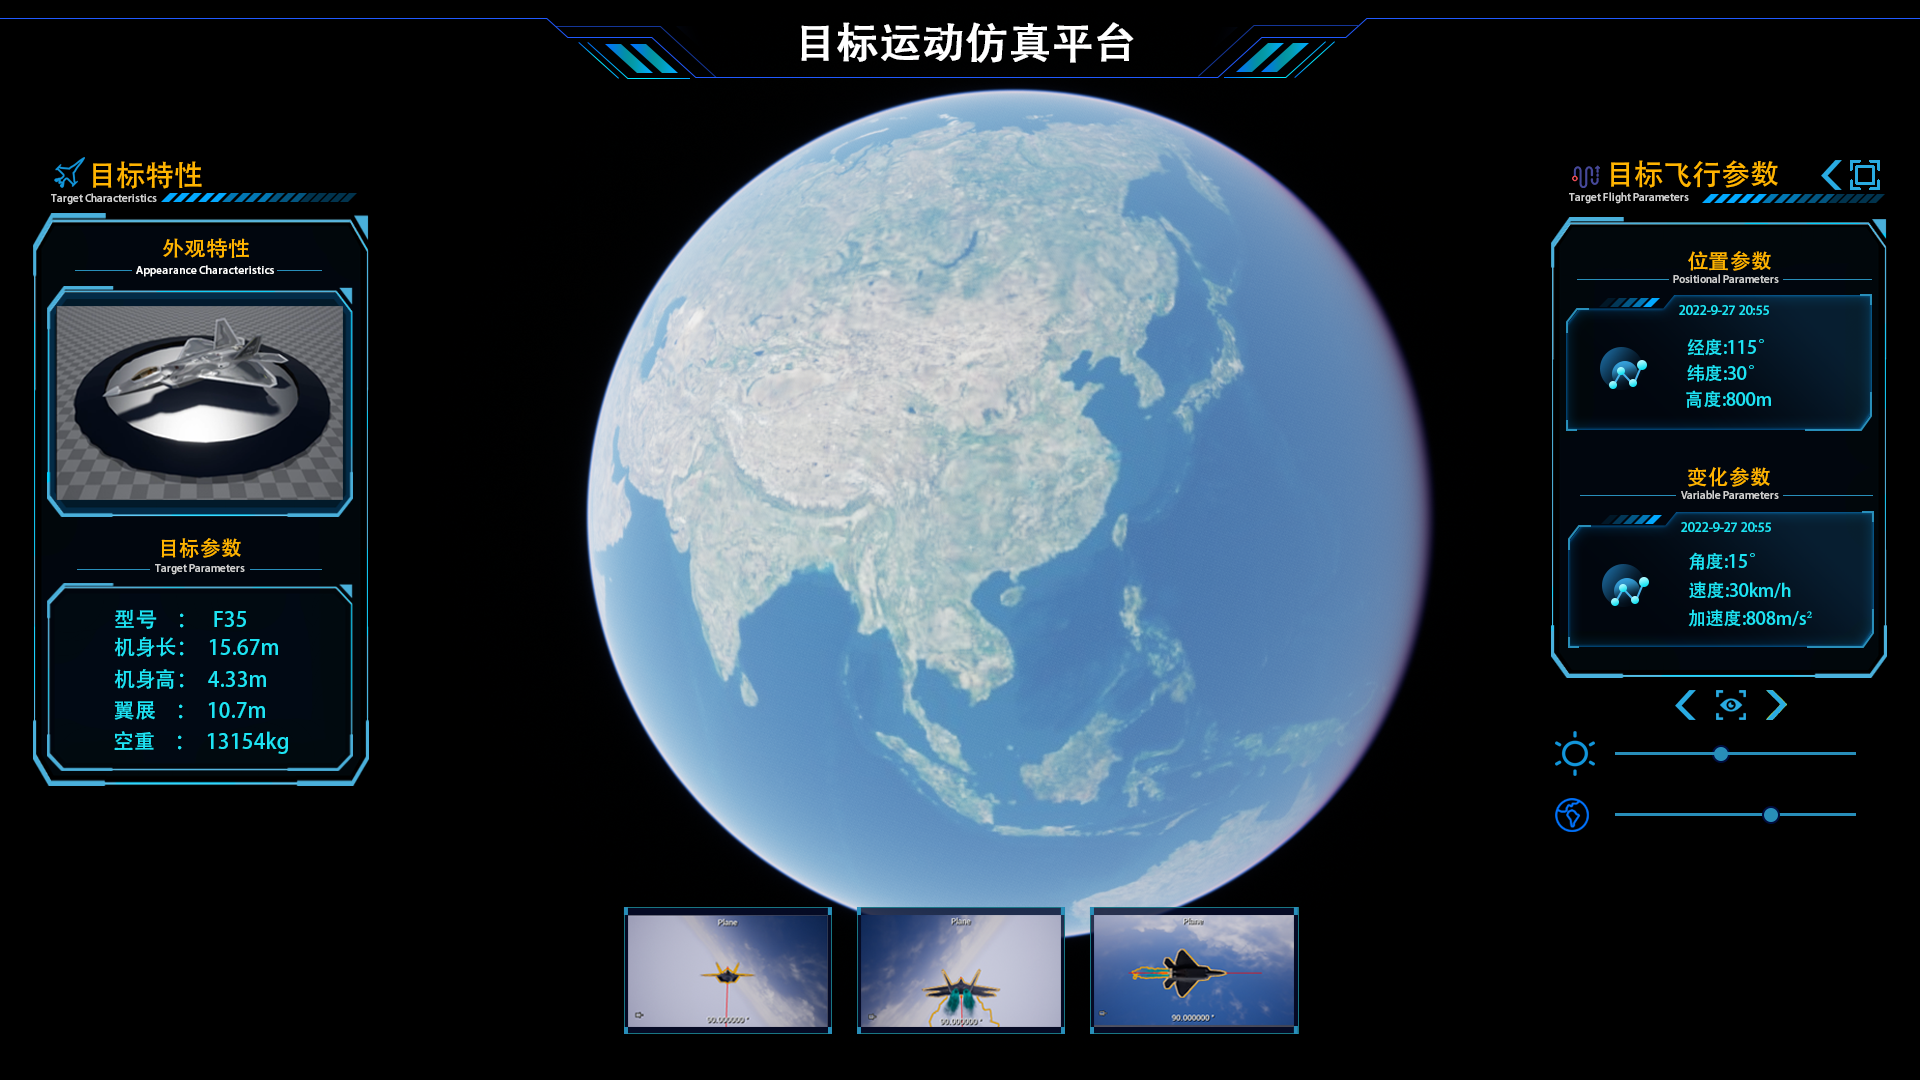 目标运动仿真平台
目标特性
Target Characteristics
外观特性
Appearance Characteristics
目标参数
Target Parameters
型号 : F35
机身长: 15.67m
机身高: 4.33m
翼展 : 10.7m
空重 : 13154kg
目标飞行参数
Target Flight Parameters
位置参数
Positional Parameters
2022-9-27 20:55
经度:115°
纬度:30°
高度:800m
变化参数
Variable Parameters
2022-9-27 20:55
角度:15°
速度:30km/h
加速度:808m/s²
Plane
90.000000 °
Plane
90.000000 °
Plane
90.000000 °